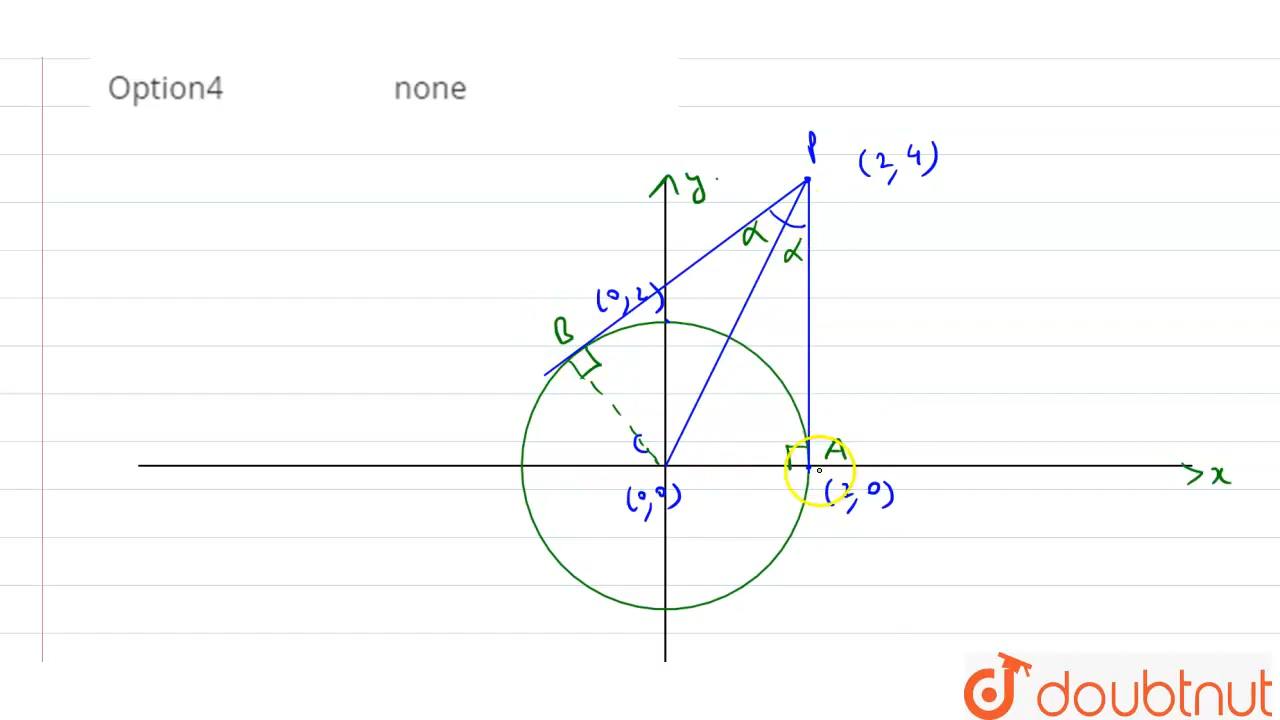 Option4 none
P
(2, 4)
y
α
α
(0, 2)
B
C
A
x
(0, 0)
(2, 0)
doubtnut